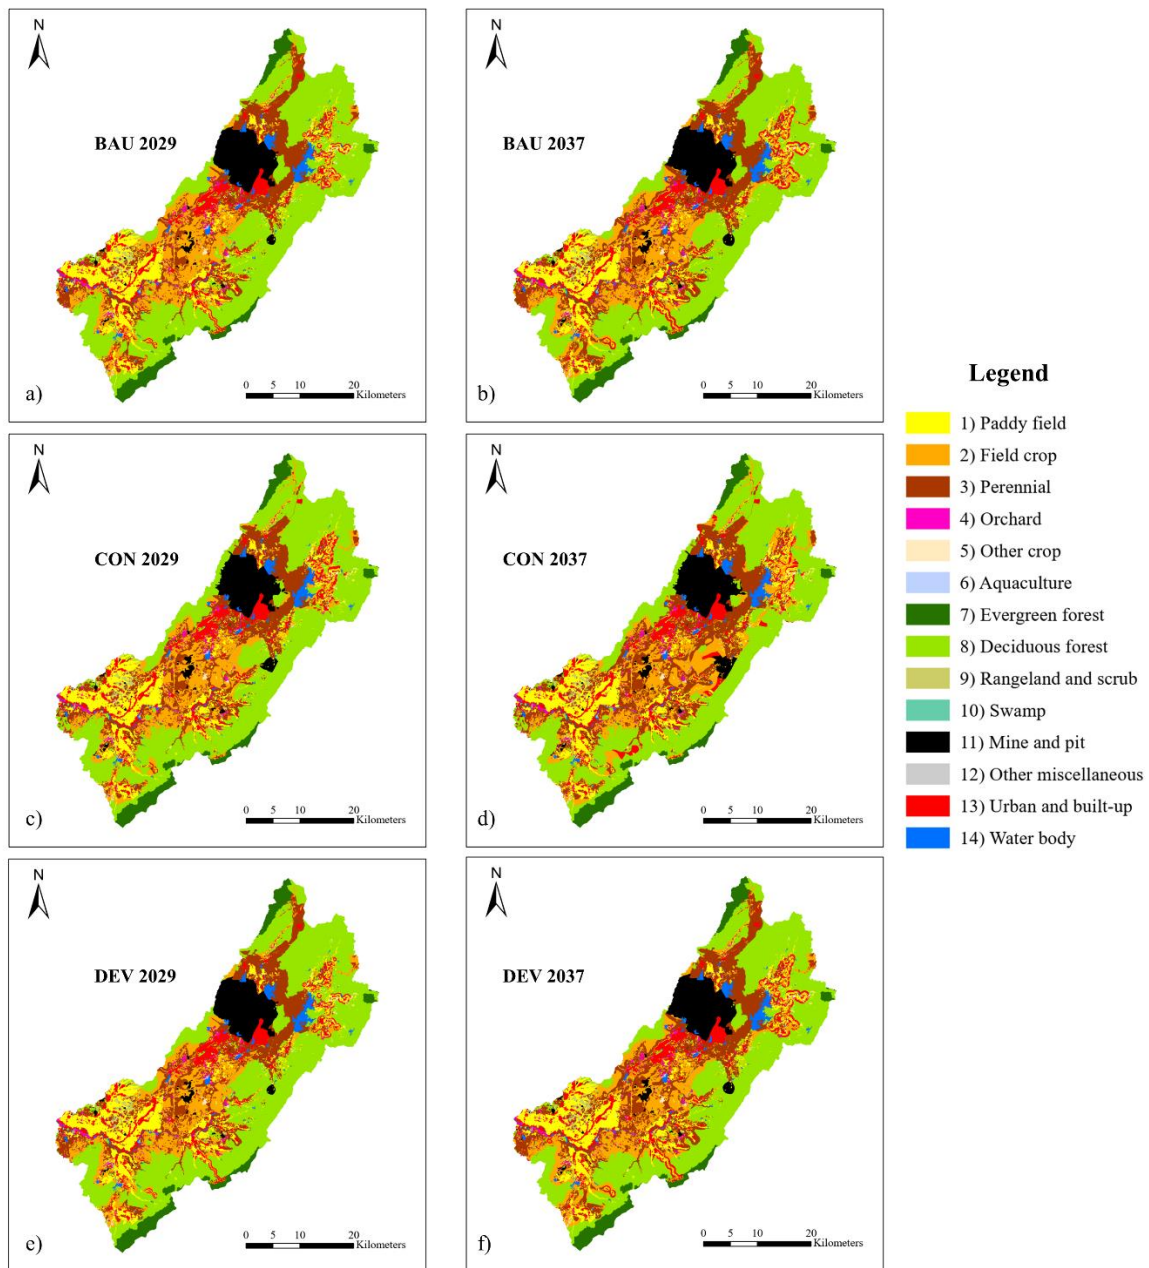 N
BAU 2029
0 5 10 20
Kilometers
a)
N
BAU 2037
0 5 10 20
Kilometers
b)
N
CON 2029
0 5 10 20
Kilometers
c)
N
CON 2037
0 5 10 20
Kilometers
d)
N
DEV 2029
0 5 10 20
Kilometers
e)
N
DEV 2037
0 5 10 20
Kilometers
f)
Legend
1) Paddy field
2) Field crop
3) Perennial
4) Orchard
5) Other crop
6) Aquaculture
7) Evergreen forest
8) Deciduous forest
9) Rangeland and scrub
10) Swamp
11) Mine and pit
12) Other miscellaneous
13) Urban and built-up
14) Water body